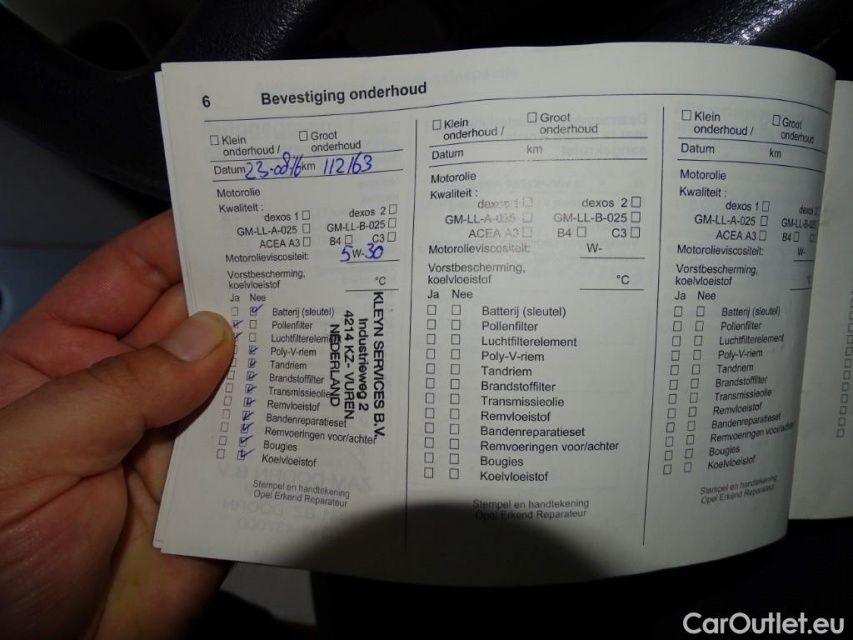 6 Bevestiging onderhoud
Klein onderhoud /
Groot onderhoud
Datum 23-08-16 km 112163
Motorolie
Kwaliteit :
dexos 1 dexos 2
GM-LL-A-025 GM-LL-B-025
ACEA A3 B4 C3
Motorolieviscositeit: 5W-30
Vorstbescherming,
koelvloeistof °C
Ja Nee
Batterij (sleutel)
Pollenfilter
Luchtfilterelement
Poly-V-riem
Tandriem
Brandstoffilter
Transmissieolie
Remvloeistof
Bandenreparatieset
Remvoeringen voor/achter
Bougies
Koelvloeistof
KLEYN SERVICES B.V.
Industrieweg 2
4214 KZ- VUREN
NEDERLAND
Stempel en handtekening
Opel Erkend Reparateur
Klein onderhoud /
Groot onderhoud
Datum km
Motorolie
Kwaliteit :
dexos 1 dexos 2
GM-LL-A-025 GM-LL-B-025
ACEA A3 B4 C3
Motorolieviscositeit: W-
Vorstbescherming,
koelvloeistof °C
Ja Nee
Batterij (sleutel)
Pollenfilter
Luchtfilterelement
Poly-V-riem
Tandriem
Brandstoffilter
Transmissieolie
Remvloeistof
Bandenreparatieset
Remvoeringen voor/achter
Bougies
Koelvloeistof
Stempel en handtekening
Opel Erkend Reparateur
Klein onderhoud /
Groot onderhoud
Datum km
Motorolie
Kwaliteit :
dexos 1 dexos 2
GM-LL-A-025 GM-LL-B-025
ACEA A3 B4 C3
Motorolieviscositeit: W-
Vorstbescherming,
koelvloeistof °C
Ja Nee
Batterij (sleutel)
Pollenfilter
Luchtfilterelement
Poly-V-riem
Tandriem
Brandstoffilter
Transmissieolie
Remvloeistof
Bandenreparatieset
Remvoeringen voor/achter
Bougies
Koelvloeistof
Stempel en handtekening
Opel Erkend Reparateur
CarOutlet.eu